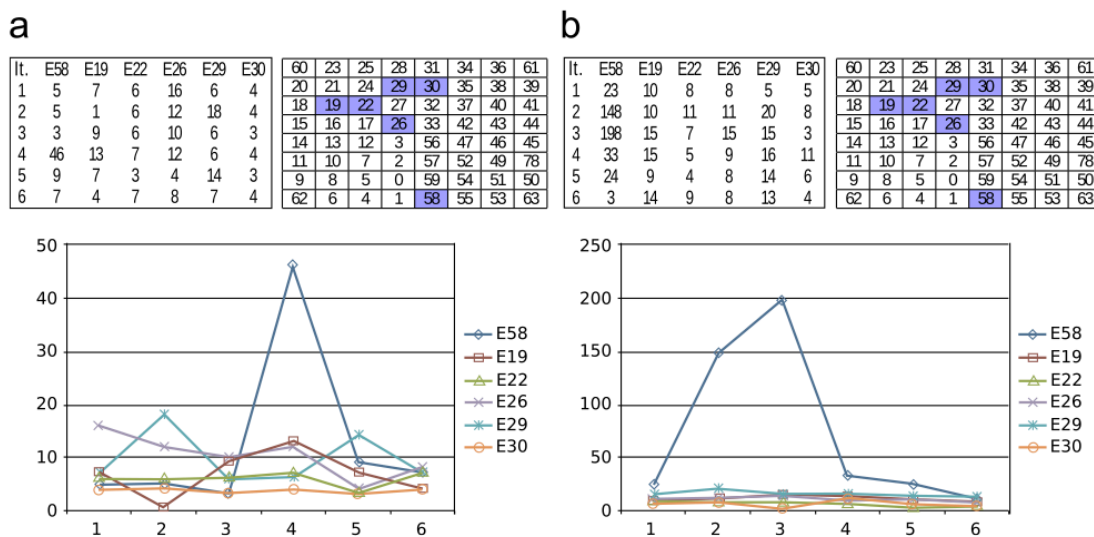 a
It. E58 E19 E22 E26 E29 E30
1 5 7 6 16 6 4
2 5 1 6 12 18 4
3 3 9 6 10 6 3
4 46 13 7 12 6 4
5 9 7 3 4 14 3
6 7 4 7 8 7 4
60 23 25 28 31 34 36 61
20 21 24 29 30 35 38 39
18 19 22 27 32 37 40 41
15 16 17 26 33 42 43 44
14 13 12 3 56 47 46 45
11 10 7 2 57 52 49 78
9 8 5 0 59 54 51 50
62 6 4 1 58 55 53 63
50
40
30
20
10
0
1 2 3 4 5 6
E58
E19
E22
E26
E29
E30
b
It. E58 E19 E22 E26 E29 E30
1 23 10 8 8 5 5
2 148 10 11 11 20 8
3 198 15 7 15 15 3
4 33 15 5 9 16 11
5 24 9 4 8 14 6
6 3 14 9 8 13 4
60 23 25 28 31 34 36 61
20 21 24 29 30 35 38 39
18 19 22 27 32 37 40 41
15 16 17 26 33 42 43 44
14 13 12 3 56 47 46 45
11 10 7 2 57 52 49 78
9 8 5 0 59 54 51 50
62 6 4 1 58 55 53 63
250
200
150
100
50
0
1 2 3 4 5 6
E58
E19
E22
E26
E29
E30